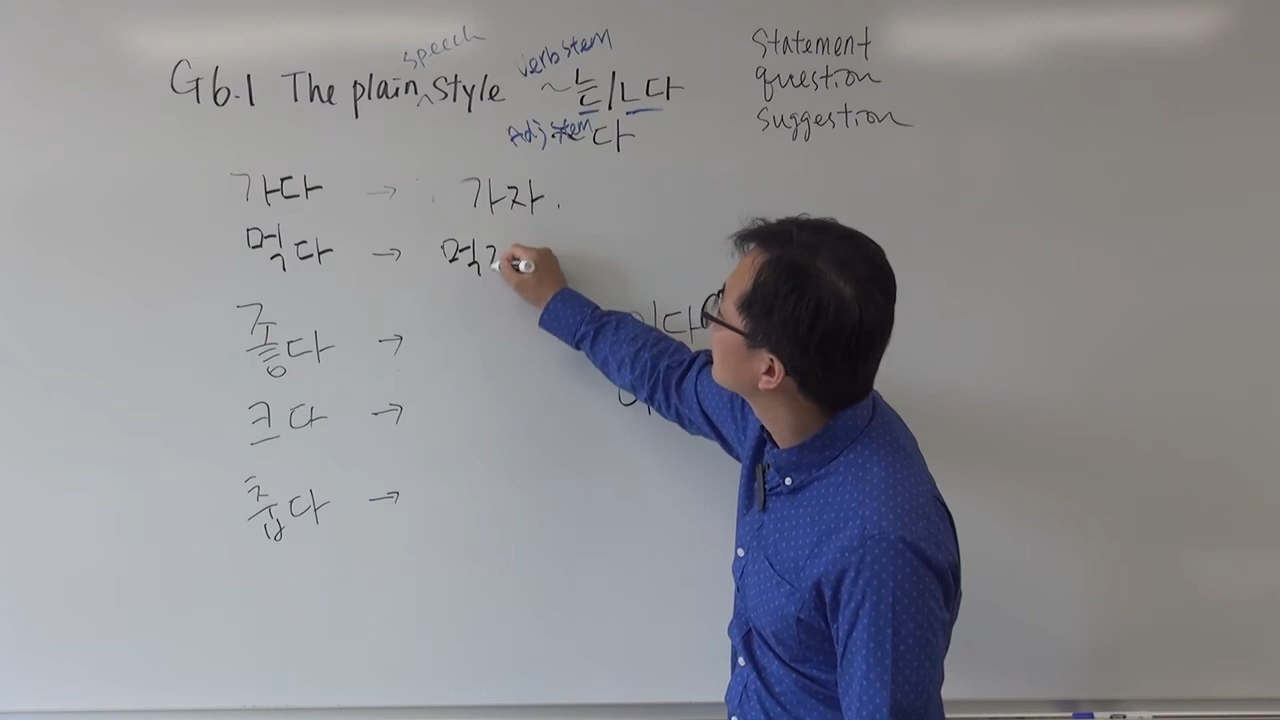 speech
G6.1 The plain ^ style
verb stem ~는/ㄴ다
Adj stem 다
Statement
question
suggestion
가다 → 가자.
먹다 → 먹
좋다 →
크다 →
춥다 →